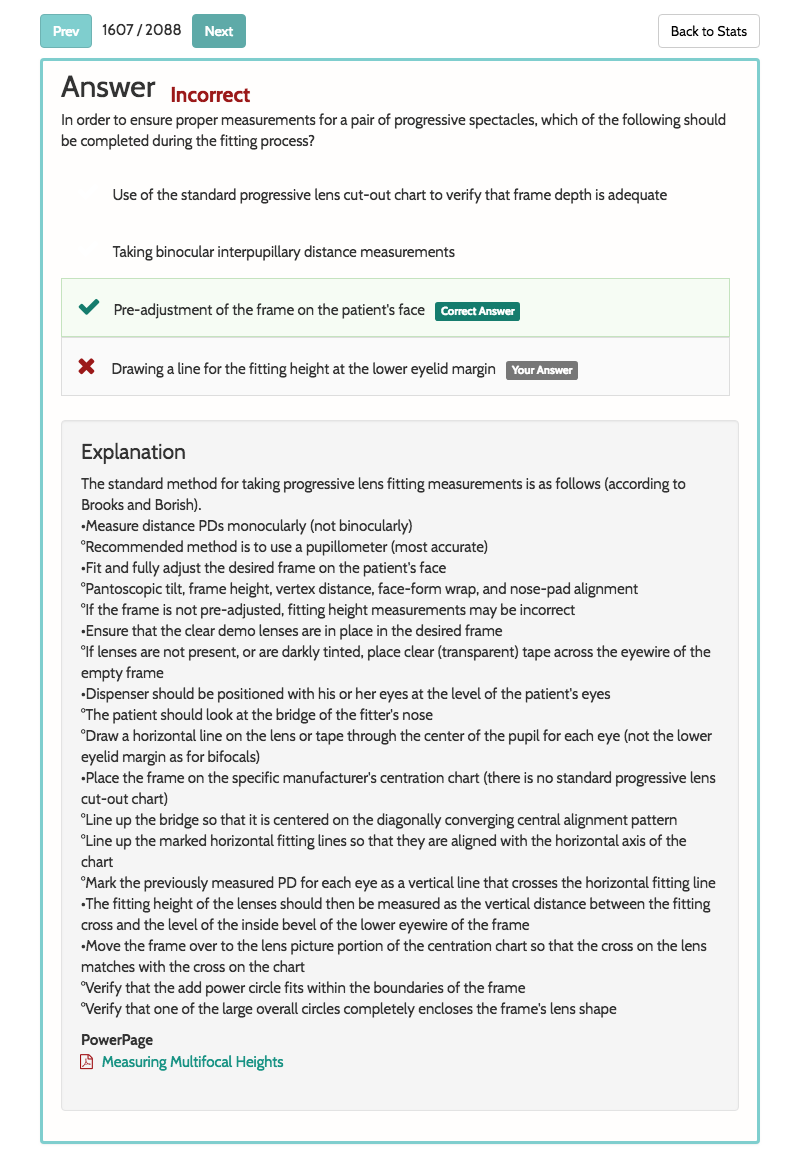 Prev 1607 / 2088 Next Back to Stats
Answer Incorrect
In order to ensure proper measurements for a pair of progressive spectacles, which of the following should
be completed during the fitting process?
Use of the standard progressive lens cut-out chart to verify that frame depth is adequate
Taking binocular interpupillary distance measurements
Pre-adjustment of the frame on the patient's face Correct Answer
Drawing a line for the fitting height at the lower eyelid margin Your Answer
Explanation
The standard method for taking progressive lens fitting measurements is as follows (according to
Brooks and Borish).
•Measure distance PDs monocularly (not binocularly)
°Recommended method is to use a pupillometer (most accurate)
•Fit and fully adjust the desired frame on the patient's face
°Pantoscopic tilt, frame height, vertex distance, face-form wrap, and nose-pad alignment
°If the frame is not pre-adjusted, fitting height measurements may be incorrect
•Ensure that the clear demo lenses are in place in the desired frame
°If lenses are not present, or are darkly tinted, place clear (transparent) tape across the eyewire of the
empty frame
•Dispenser should be positioned with his or her eyes at the level of the patient's eyes
°The patient should look at the bridge of the fitter's nose
°Draw a horizontal line on the lens or tape through the center of the pupil for each eye (not the lower
eyelid margin as for bifocals)
•Place the frame on the specific manufacturer's centration chart (there is no standard progressive lens
cut-out chart)
°Line up the bridge so that it is centered on the diagonally converging central alignment pattern
°Line up the marked horizontal fitting lines so that they are aligned with the horizontal axis of the
chart
°Mark the previously measured PD for each eye as a vertical line that crosses the horizontal fitting line
•The fitting height of the lenses should then be measured as the vertical distance between the fitting
cross and the level of the inside bevel of the lower eyewire of the frame
•Move the frame over to the lens picture portion of the centration chart so that the cross on the lens
matches with the cross on the chart
°Verify that the add power circle fits within the boundaries of the frame
°Verify that one of the large overall circles completely encloses the frame's lens shape
PowerPage
Measuring Multifocal Heights